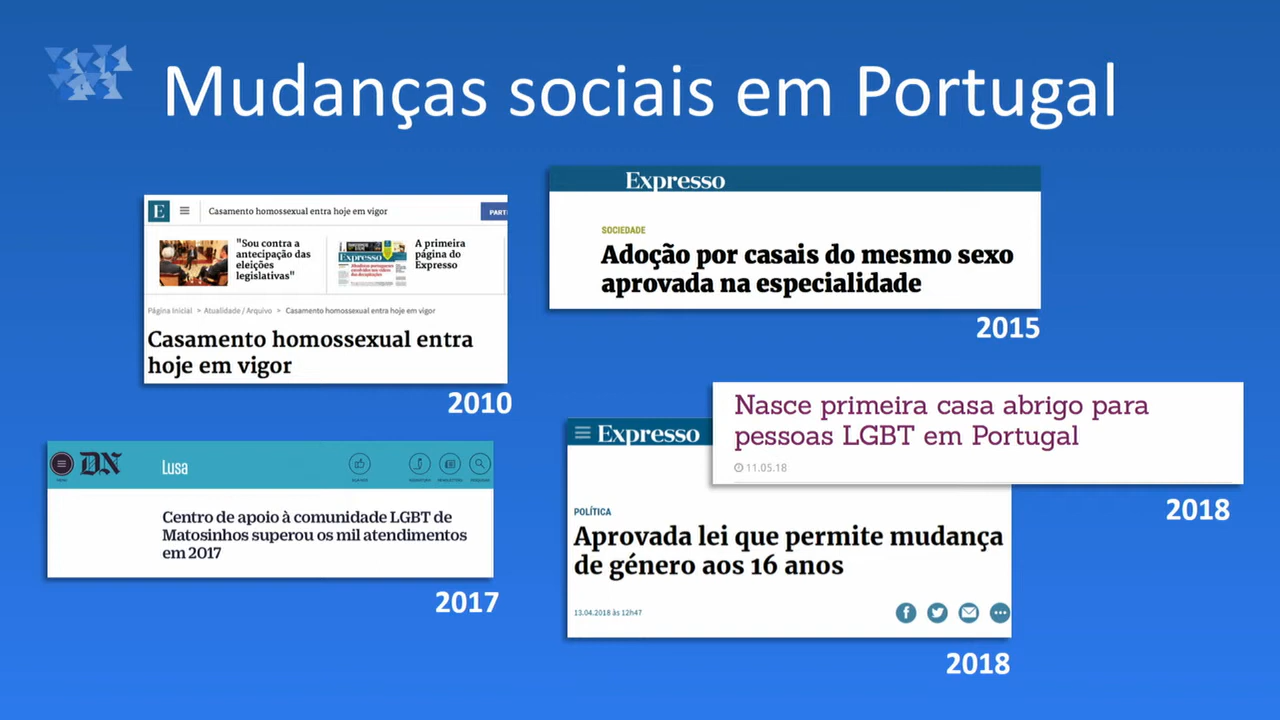 Mudanças sociais em Portugal
E
Casamento homossexual entra hoje em vigor
PARTI
"Sou contra a
antecipação das
eleições
legislativas"
Expresso
A primeira
página do
Expresso
Página Inicial > Atualidade / Arquivo > Casamento homossexual entra hoje em vigor
Casamento homossexual entra
hoje em vigor
2010
Expresso
SOCIEDADE
Adoção por casais do mesmo sexo
aprovada na especialidade
2015
DN
Lusa
Centro de apoio à comunidade LGBT de
Matosinhos superou os mil atendimentos
em 2017
2017
Nasce primeira casa abrigo para
pessoas LGBT em Portugal
11.05.18
2018
Expresso
POLÍTICA
Aprovada lei que permite mudança
de género aos 16 anos
13.04.2018 às 12h47
2018